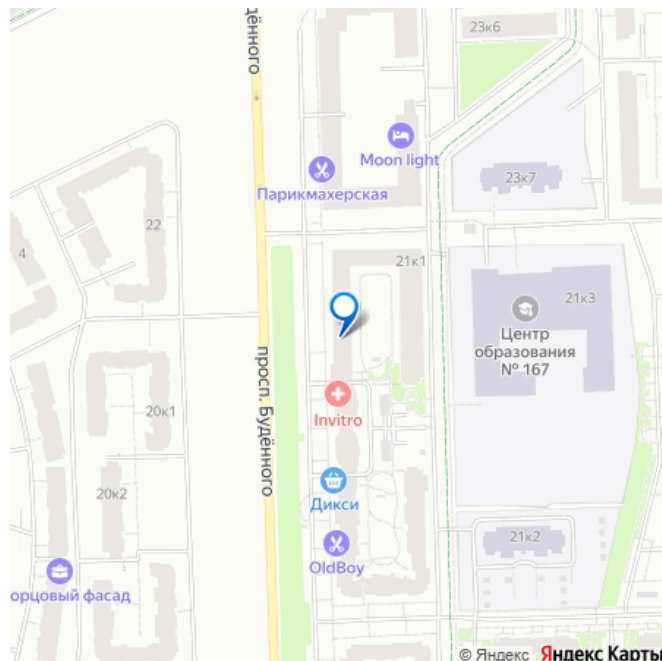 дённого
23к6
Moon light
Парикмахерская
23к7
22
4
21к1
21к3
Центр
образования
№ 167
просп. Будённого
Invitro
20к1
20к2
Дикси
21к2
OldBoy
орцовый фасад
© Яндекс Яндекс Карты